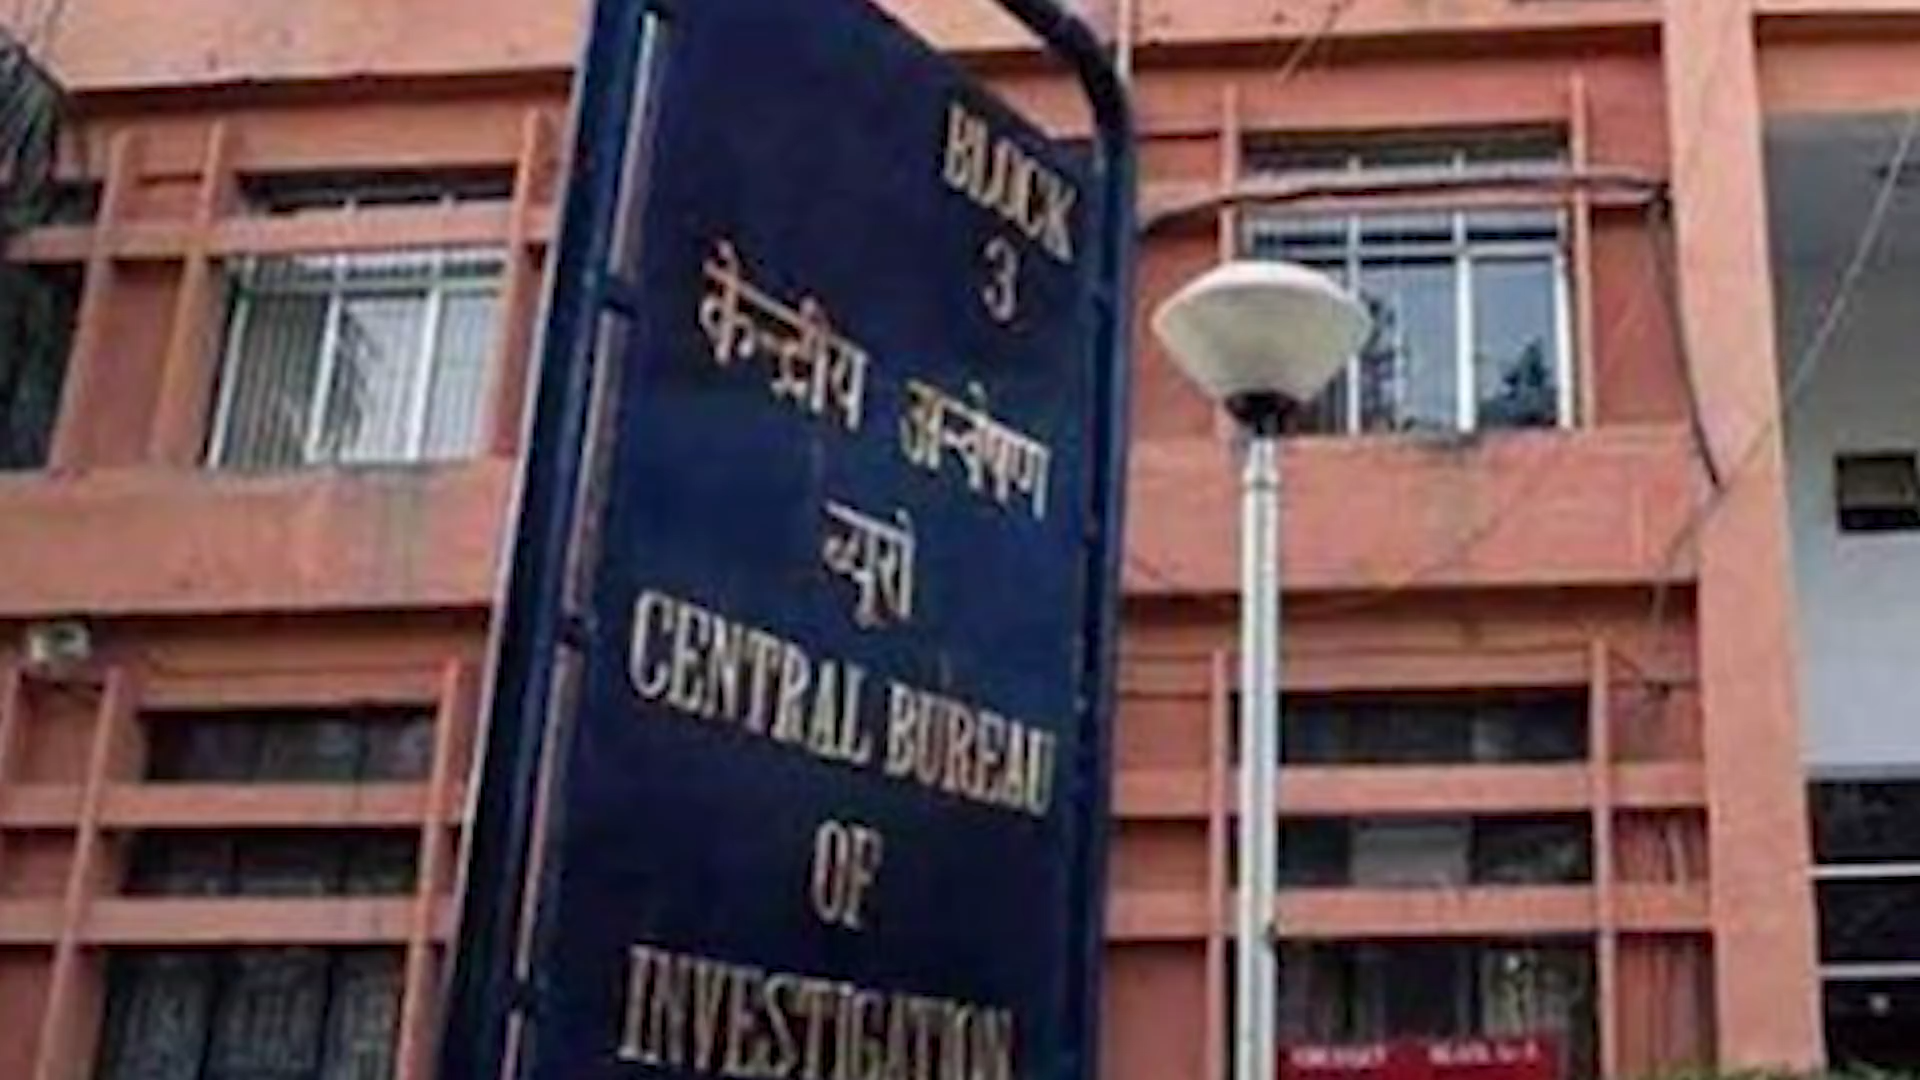 BLOCK
3
केन्द्रीय अन्वेषण
ब्यूरो
CENTRAL BUREAU
OF
INVESTIGATION